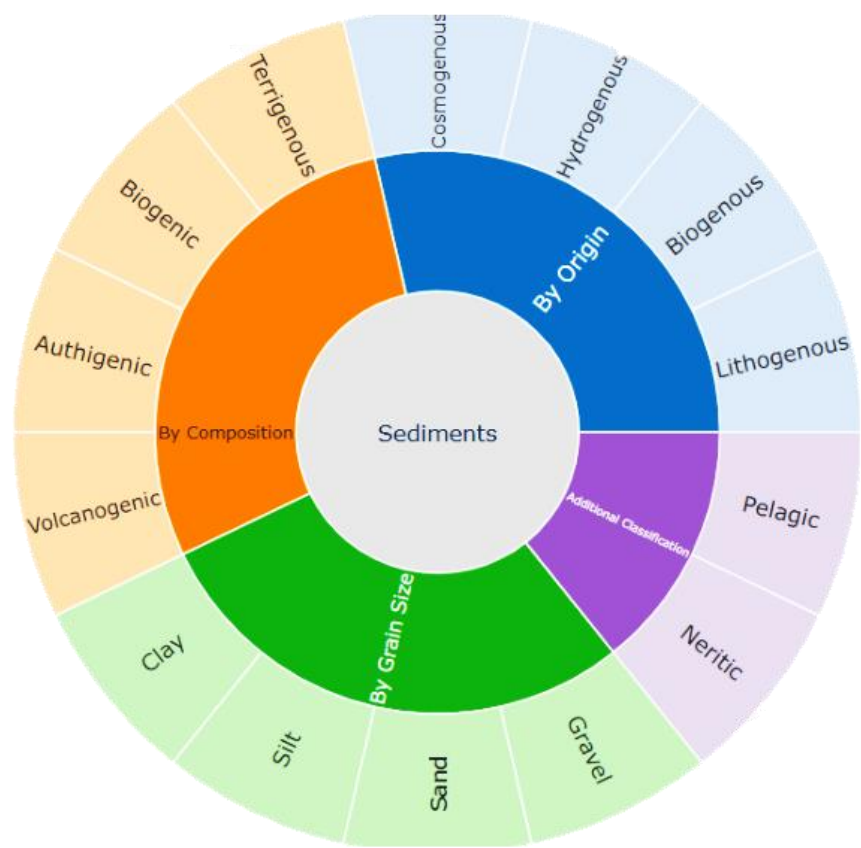 Sediments
By Origin
Cosmogenous
Hydrogenous
Biogenous
Lithogenous
Additional Classification
Pelagic
Neritic
By Grain Size
Gravel
Sand
Silt
Clay
By Composition
Volcanogenic
Authigenic
Biogenic
Terrigenous